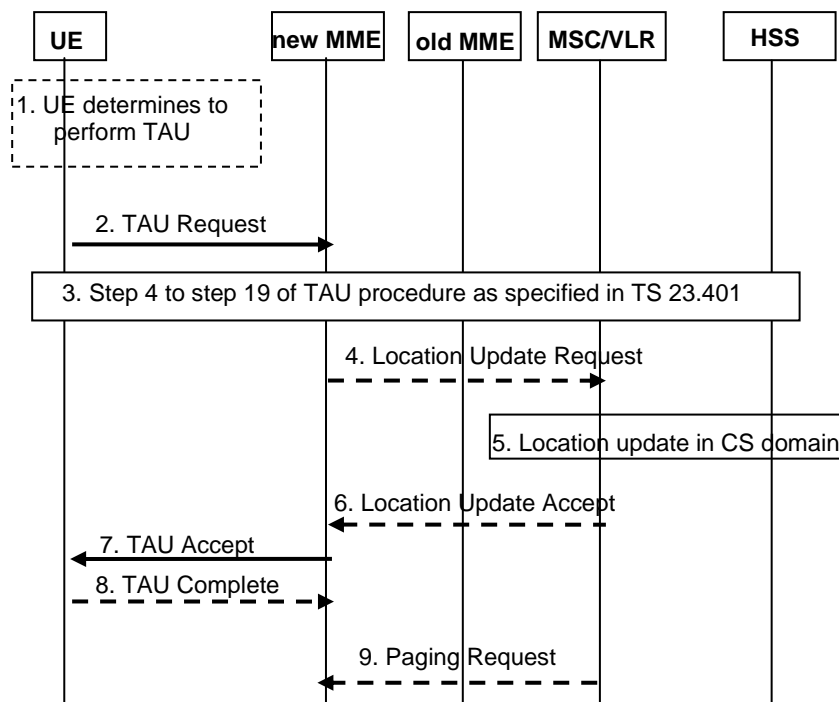 UE
new MME
old MME
MSC/VLR
HSS
1. UE determines to
perform TAU
2. TAU Request
3. Step 4 to step 19 of TAU procedure as specified in TS 23.401
4. Location Update Request
5. Location update in CS domain
6. Location Update Accept
7. TAU Accept
8. TAU Complete
9. Paging Request